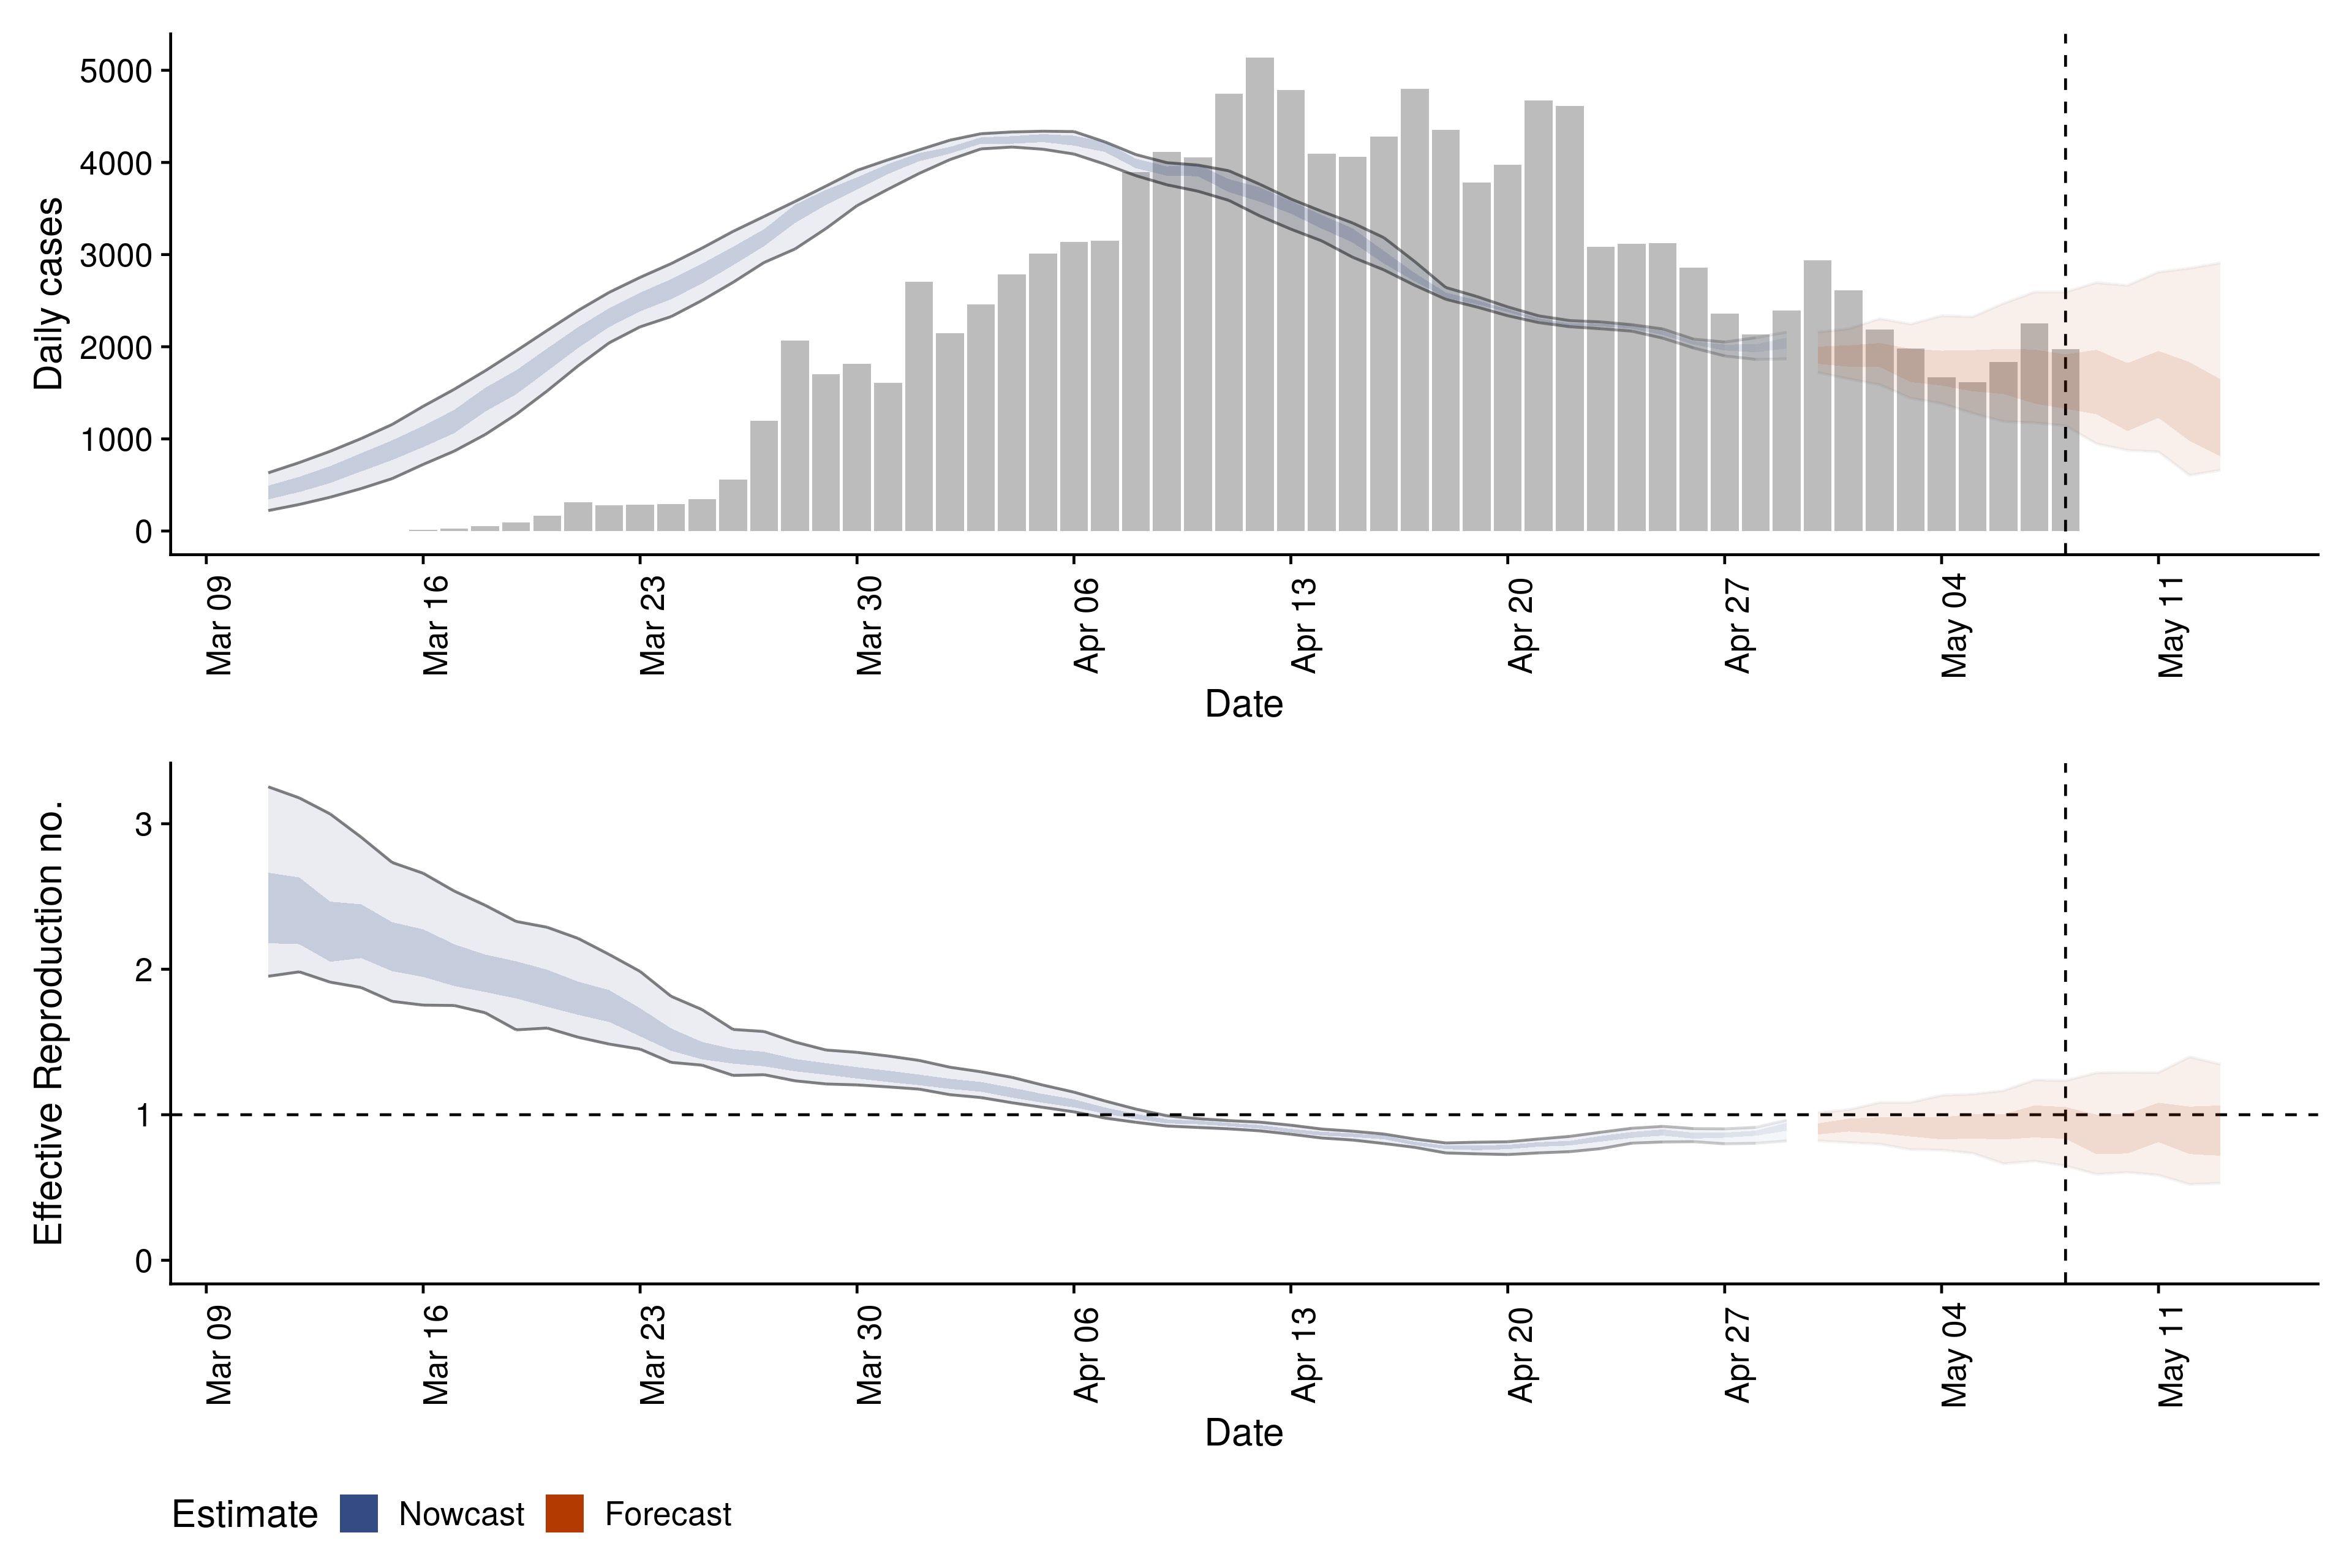 Daily cases
5000
4000
3000
2000
1000
0
Mar 09 Mar 16 Mar 23 Mar 30 Apr 06 Apr 13 Apr 20 Apr 27 May 04 May 11
Date
Effective Reproduction no.
3
2
1
0
Mar 09 Mar 16 Mar 23 Mar 30 Apr 06 Apr 13 Apr 20 Apr 27 May 04 May 11
Date
Estimate Nowcast Forecast